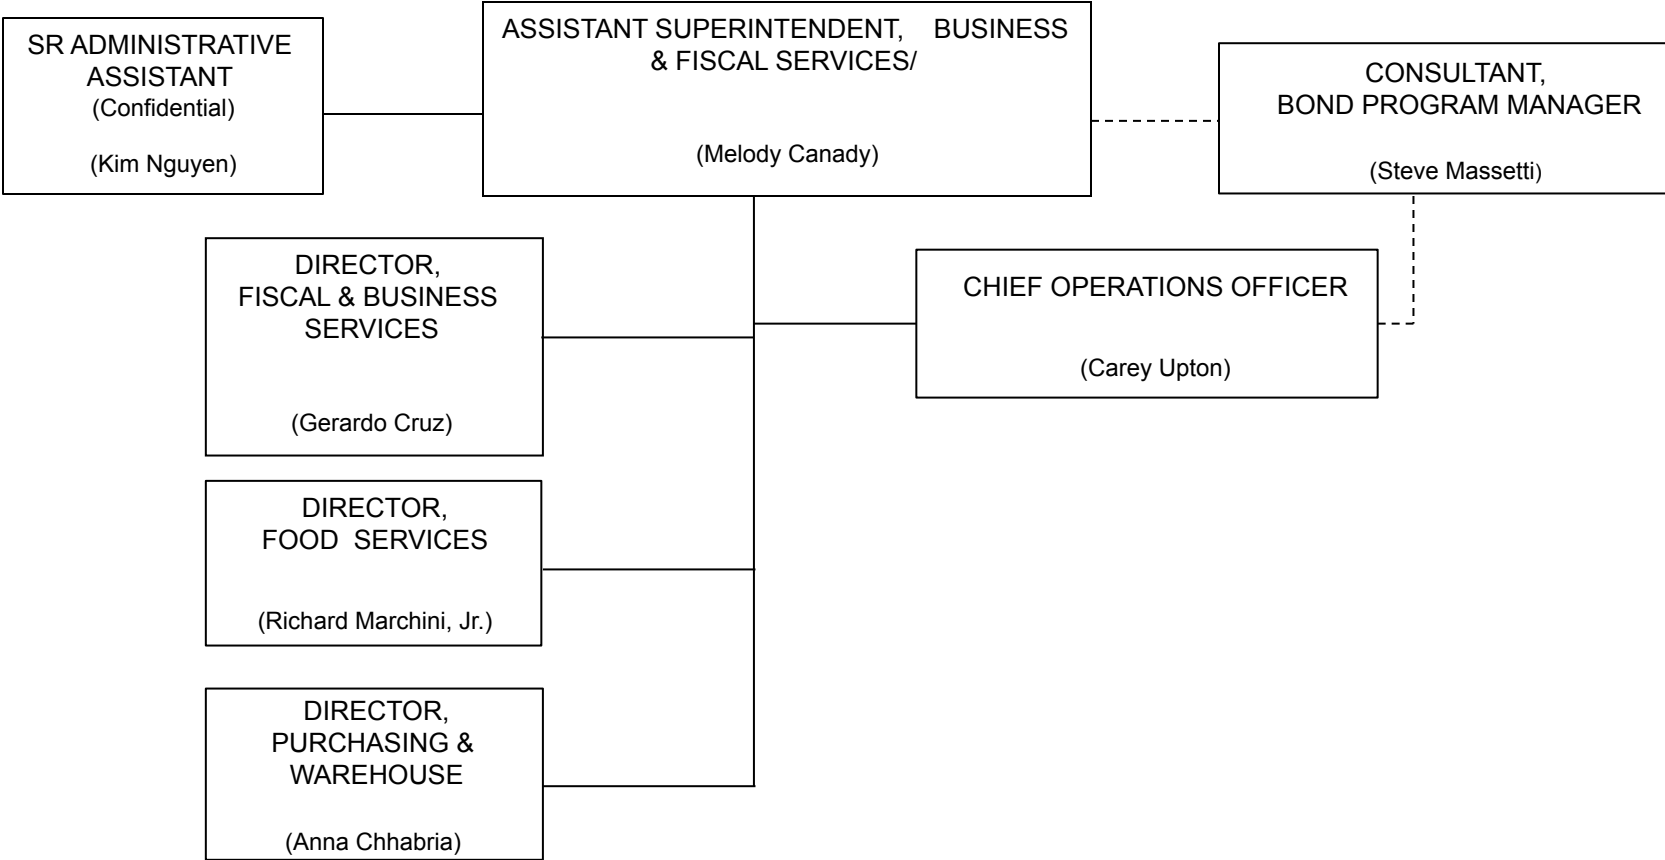 SR ADMINISTRATIVE
ASSISTANT
(Confidential)
(Kim Nguyen)
ASSISTANT SUPERINTENDENT, BUSINESS
& FISCAL SERVICES/
(Melody Canady)
CONSULTANT,
BOND PROGRAM MANAGER
(Steve Massetti)
DIRECTOR,
FISCAL & BUSINESS
SERVICES
(Gerardo Cruz)
CHIEF OPERATIONS OFFICER
(Carey Upton)
DIRECTOR,
FOOD SERVICES
(Richard Marchini, Jr.)
DIRECTOR,
PURCHASING &
WAREHOUSE
(Anna Chhabria)